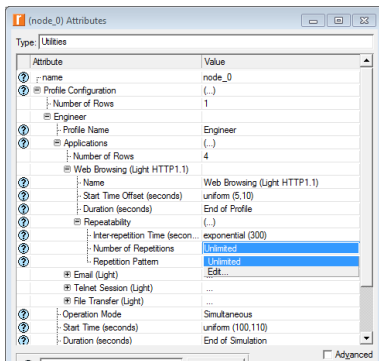 (node_0) Attributes
Type: Utilities
Attribute Value
name node_0
Profile Configuration (...)
Number of Rows 1
Engineer
Profile Name Engineer
Applications (...)
Number of Rows 4
Web Browsing (Light HTTP1.1)
Name Web Browsing (Light HTTP1.1)
Start Time Offset (seconds) uniform (5,10)
Duration (seconds) End of Profile
Repeatability (...)
Inter-repetition Time (secon... exponential (300)
Number of Repetitions Unlimited
Repetition Pattern Unlimited
Edit...
Email (Light) ...
Telnet Session (Light) ...
File Transfer (Light) ...
Operation Mode Simultaneous
Start Time (seconds) uniform (100,110)
Duration (seconds) End of Simulation
Advanced